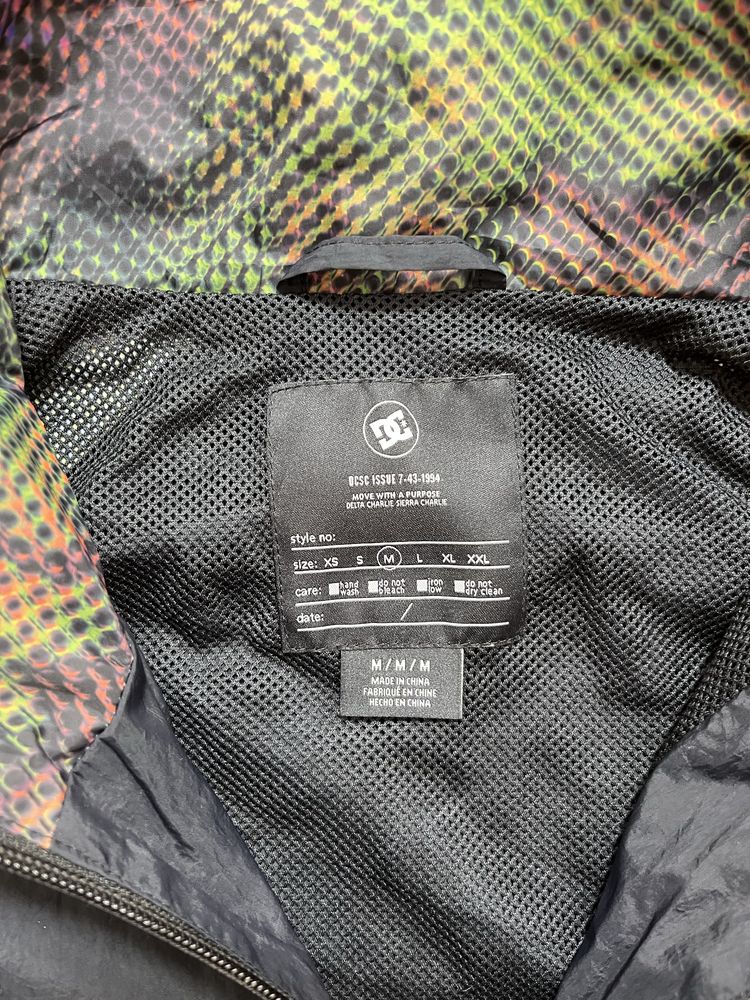 DC
DCSC ISSUE 7-43-1994
MOVE WITH A PURPOSE
DELTA CHARLIE SIERRA CHARLIE
style no:
size: XS S M L XL XXL
care: hand wash do not bleach iron low do not dry clean
date: /
M/M/M
MADE IN CHINA
FABRIQUÉ EN CHINE
HECHO EN CHINA